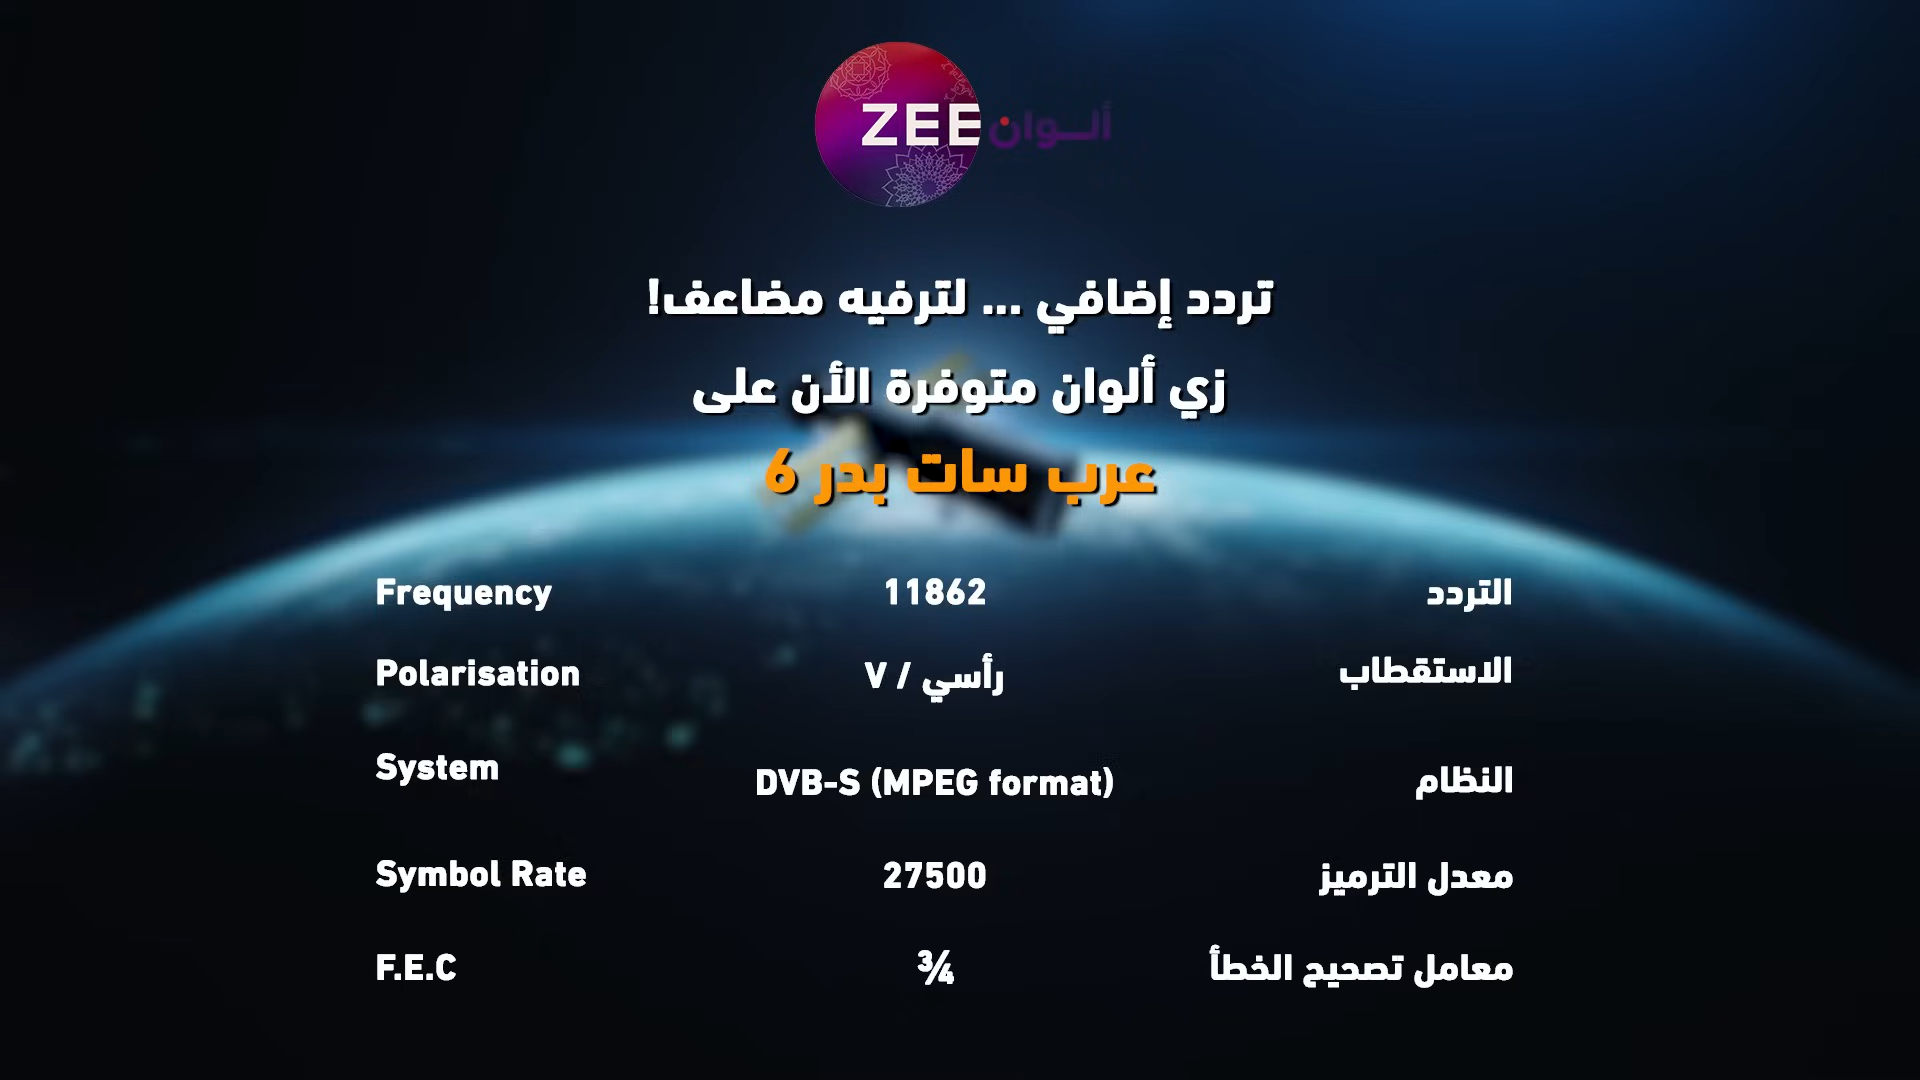 ZEE ألـوان
تردد إضافي ... لترفيه مضاعف!
زي ألوان متوفرة الأن على
عرب سات بدر 6
Frequency 11862 التردد
Polarisation رأسي / V الاستقطاب
System DVB-S (MPEG format) النظام
Symbol Rate 27500 معدل الترميز
F.E.C ¾ معامل تصحيح الخطأ